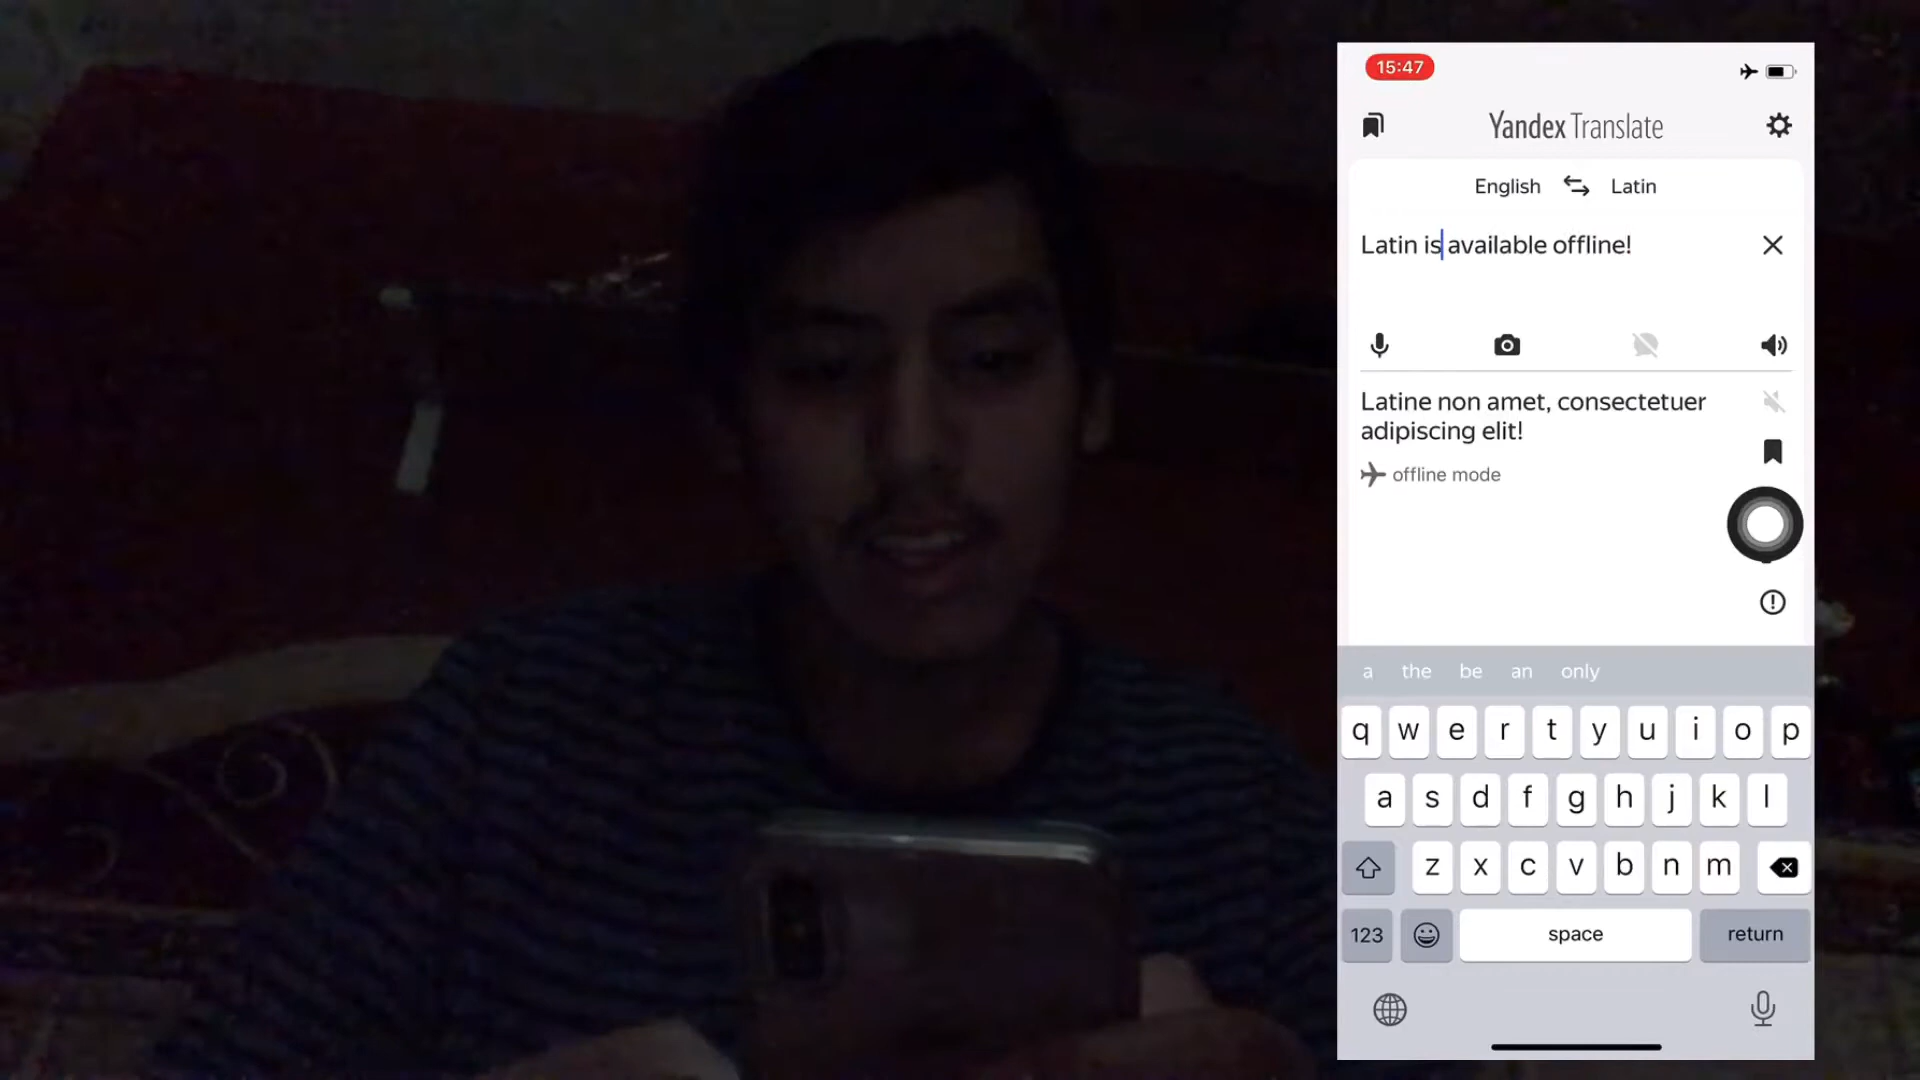 15:47
Yandex Translate
English Latin
Latin is available offline!
Latine non amet, consectetuer
adipiscing elit!
offline mode
a the be an only
q w e r t y u i o p
a s d f g h j k l
z x c v b n m
123 space return